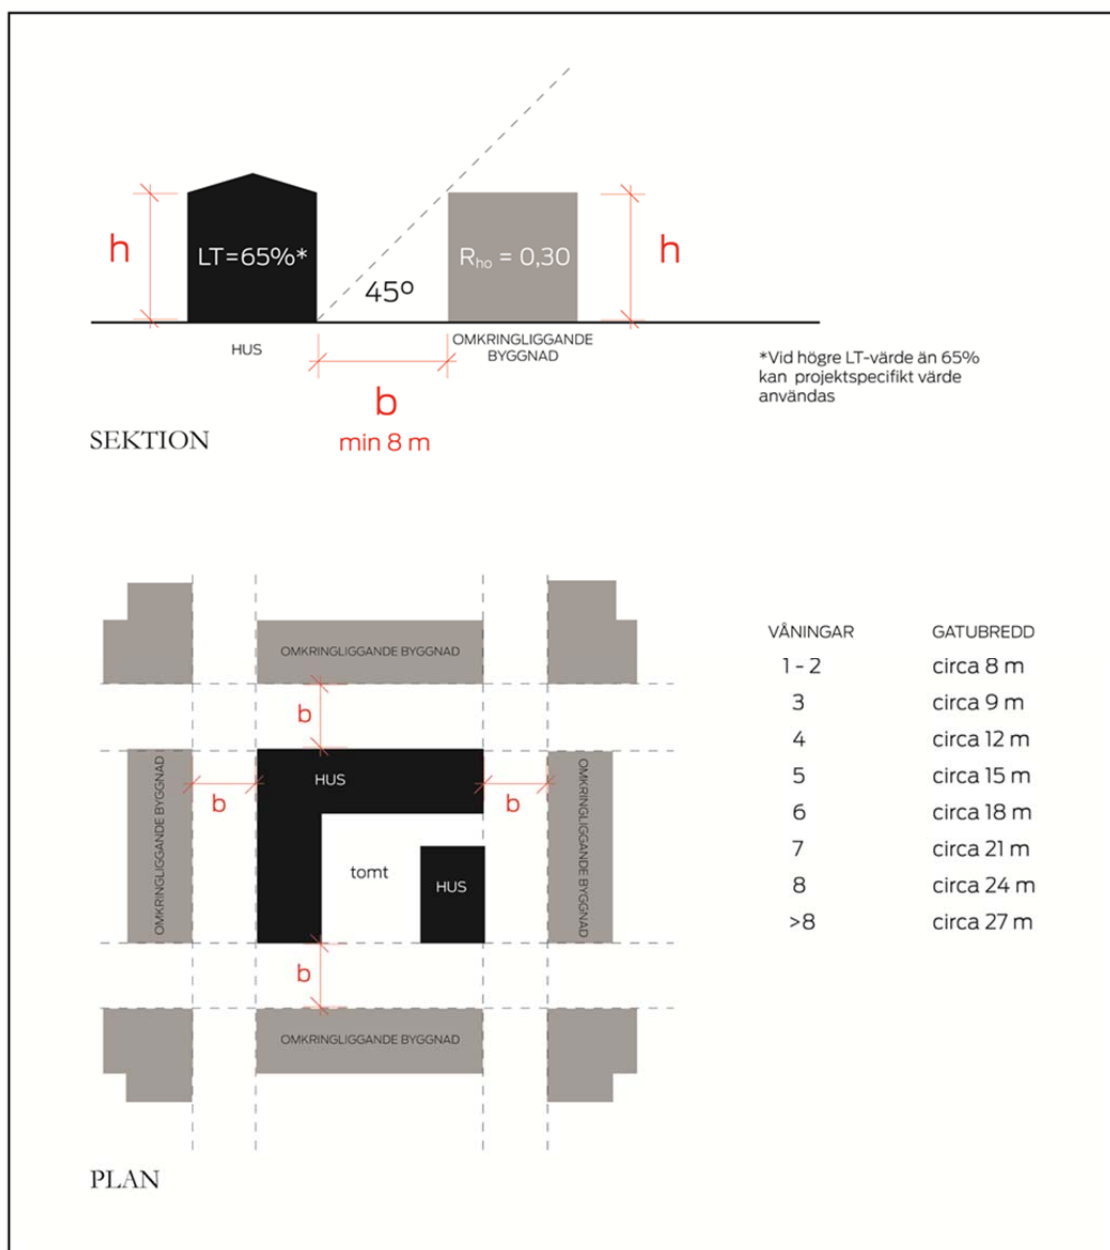 h
LT=65%*
45º
Rho = 0,30
h
HUS
OMKRINGLIGGANDE
BYGGNAD
b
min 8 m
*Vid högre LT-värde än 65%
kan projektspecifikt värde
användas
SEKTION
OMKRINGLIGGANDE BYGGNAD
b
OMKRINGLIGGANDE BYGGNAD
b
HUS
b
OMKRINGLIGGANDE BYGGNAD
tomt
HUS
b
OMKRINGLIGGANDE BYGGNAD
VÅNINGAR GATUBREDD
1 - 2 circa 8 m
3 circa 9 m
4 circa 12 m
5 circa 15 m
6 circa 18 m
7 circa 21 m
8 circa 24 m
>8 circa 27 m
PLAN